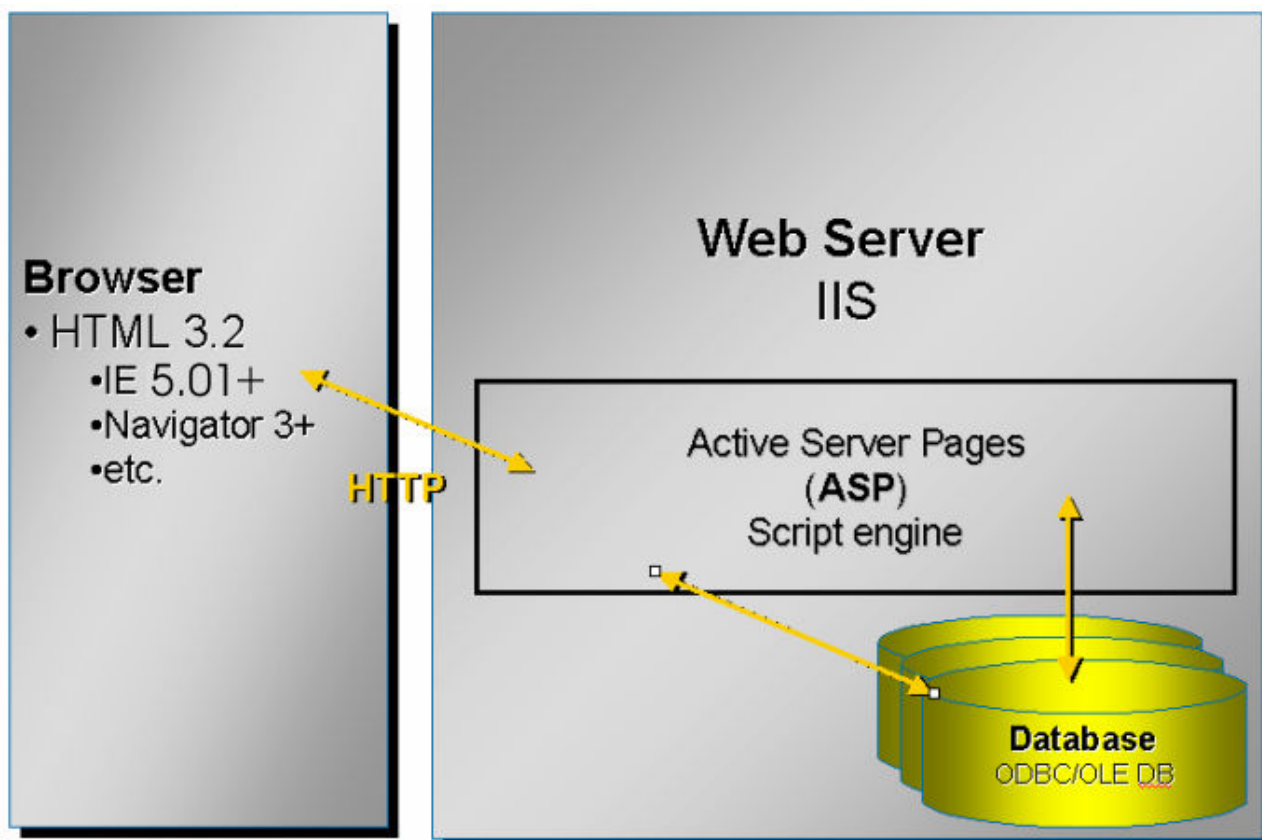 Browser
• HTML 3.2
•IE 5.01+
•Navigator 3+
•etc.
HTTP
Web Server
IIS
Active Server Pages
(ASP)
Script engine
Database
ODBC/OLE DB